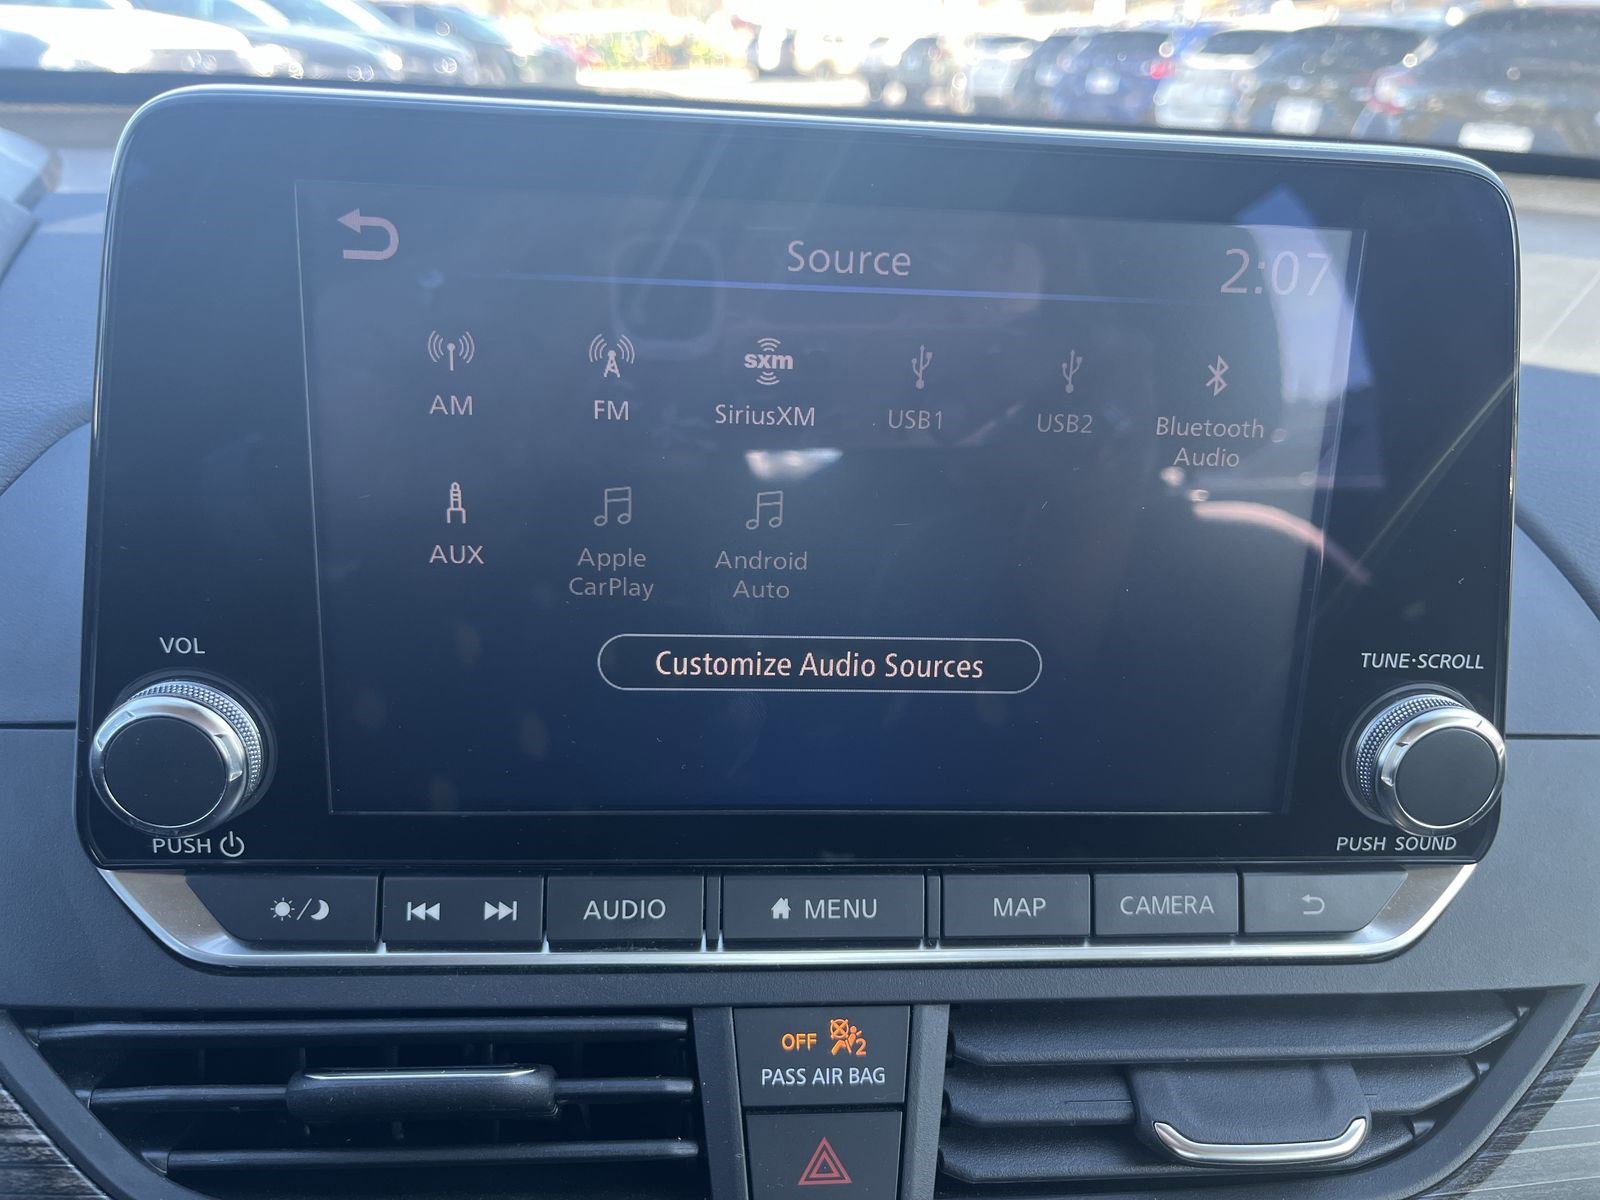 Source
2:07
sxm
AM
FM
SiriusXM
USB1
USB2
Bluetooth
Audio
AUX
Apple
CarPlay
Android
Auto
Customize Audio Sources
VOL
TUNE·SCROLL
PUSH
PUSH SOUND
AUDIO
MENU
MAP
CAMERA
OFF 2
PASS AIR BAG